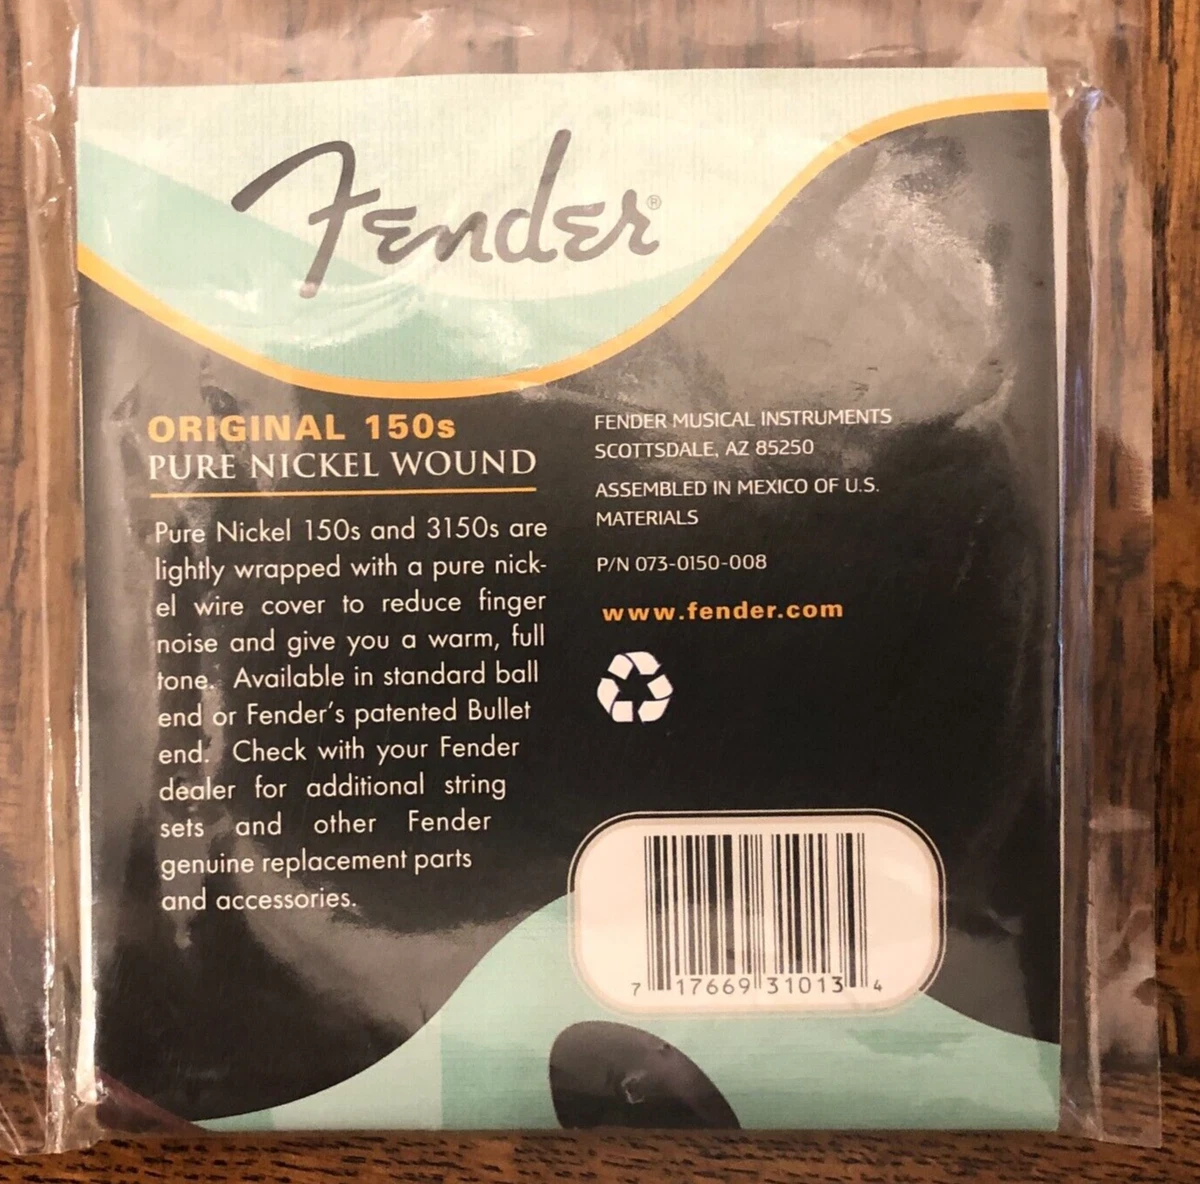 Fender®
ORIGINAL 150s
PURE NICKEL WOUND
Pure Nickel 150s and 3150s are
lightly wrapped with a pure nick-
el wire cover to reduce finger
noise and give you a warm, full
tone. Available in standard ball
end or Fender's patented Bullet
end. Check with your Fender
dealer for additional string
sets and other Fender
genuine replacement parts
and accessories.
FENDER MUSICAL INSTRUMENTS
SCOTTSDALE, AZ 85250
ASSEMBLED IN MEXICO OF U.S.
MATERIALS
P/N 073-0150-008
www.fender.com
7 17669 31013 4